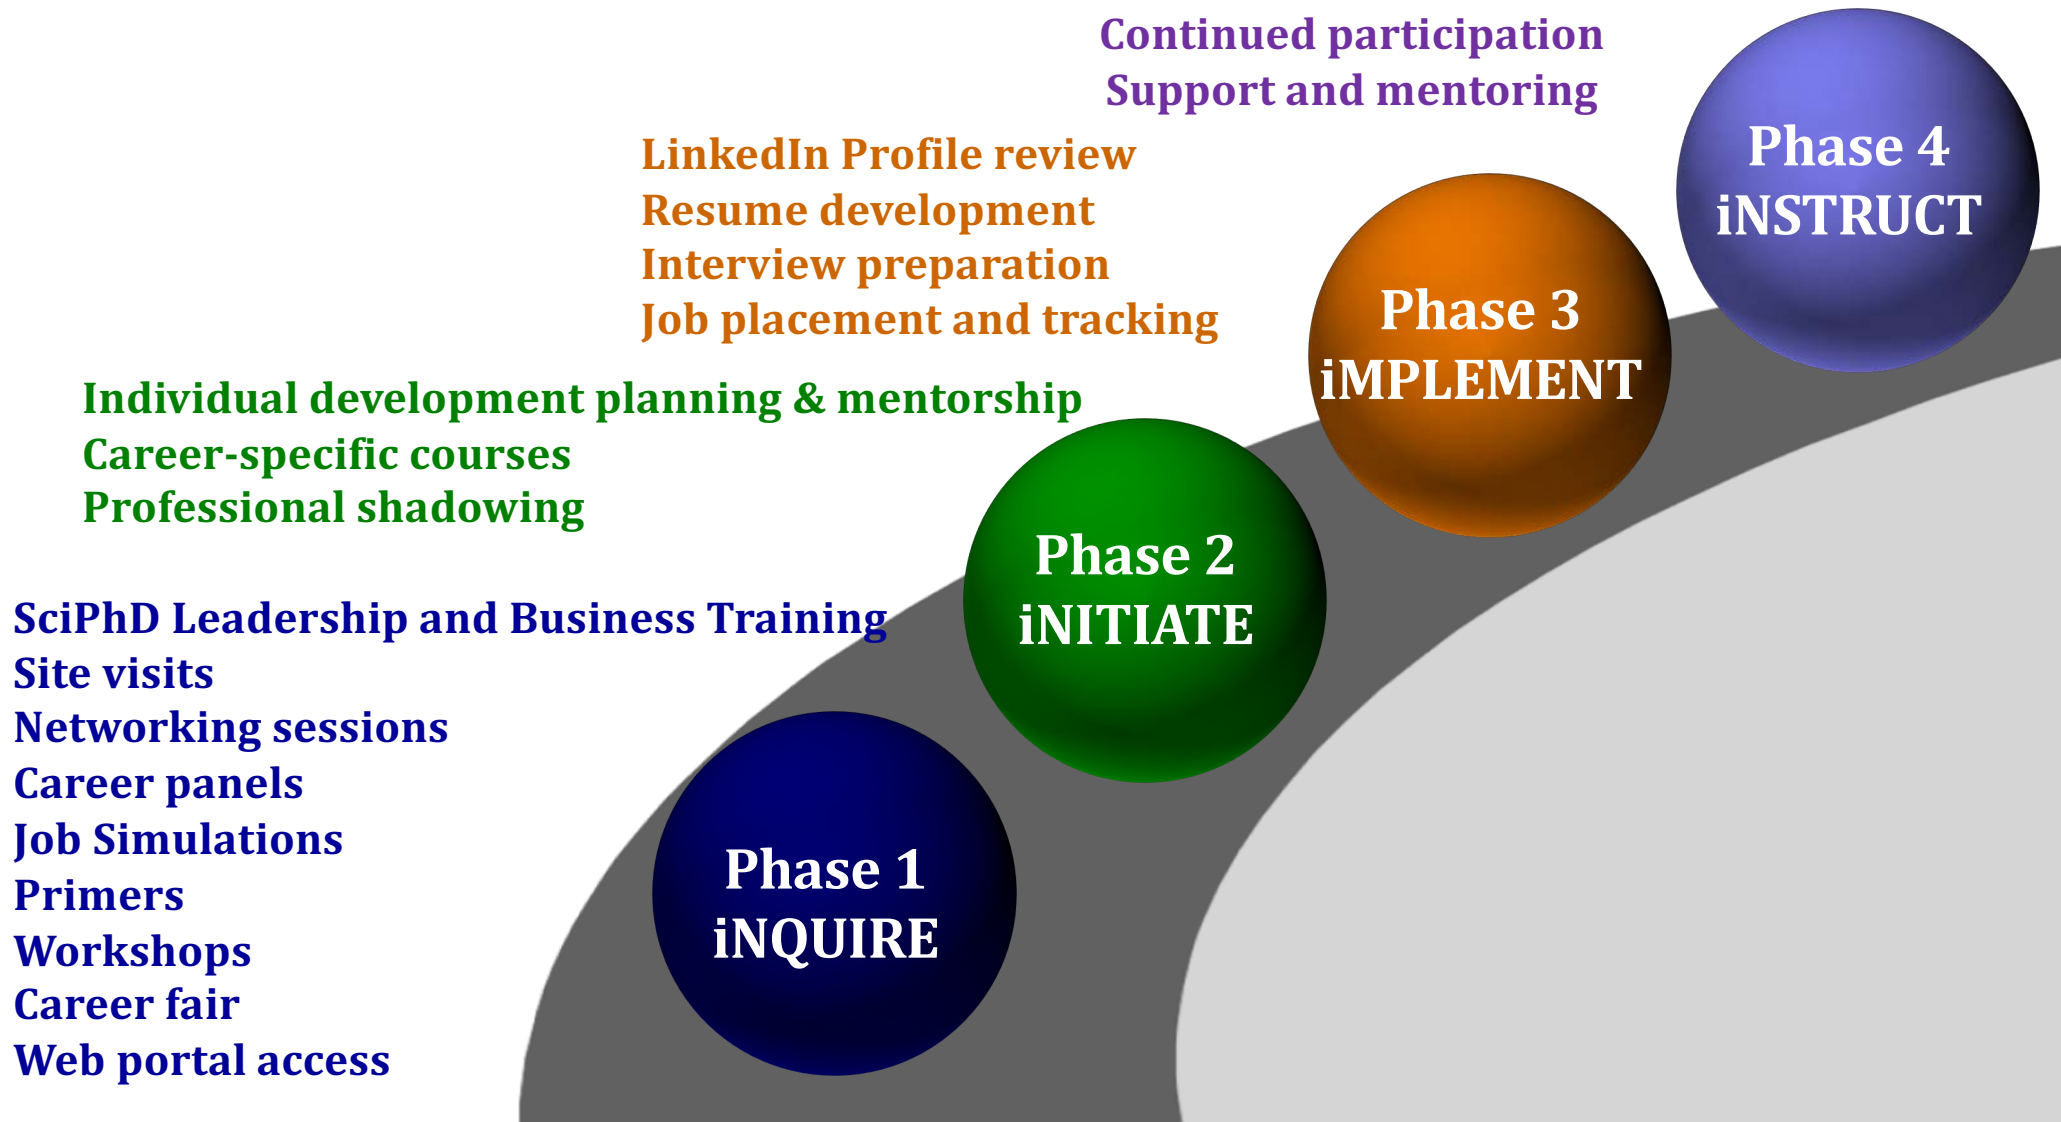 Continued participation
Support and mentoring
Phase 4
iNSTRUCT
LinkedIn Profile review
Resume development
Interview preparation
Job placement and tracking
Phase 3
iMPLEMENT
Individual development planning & mentorship
Career-specific courses
Professional shadowing
Phase 2
iNITIATE
SciPhD Leadership and Business Training
Site visits
Networking sessions
Career panels
Job Simulations
Primers
Workshops
Career fair
Web portal access
Phase 1
iNQUIRE